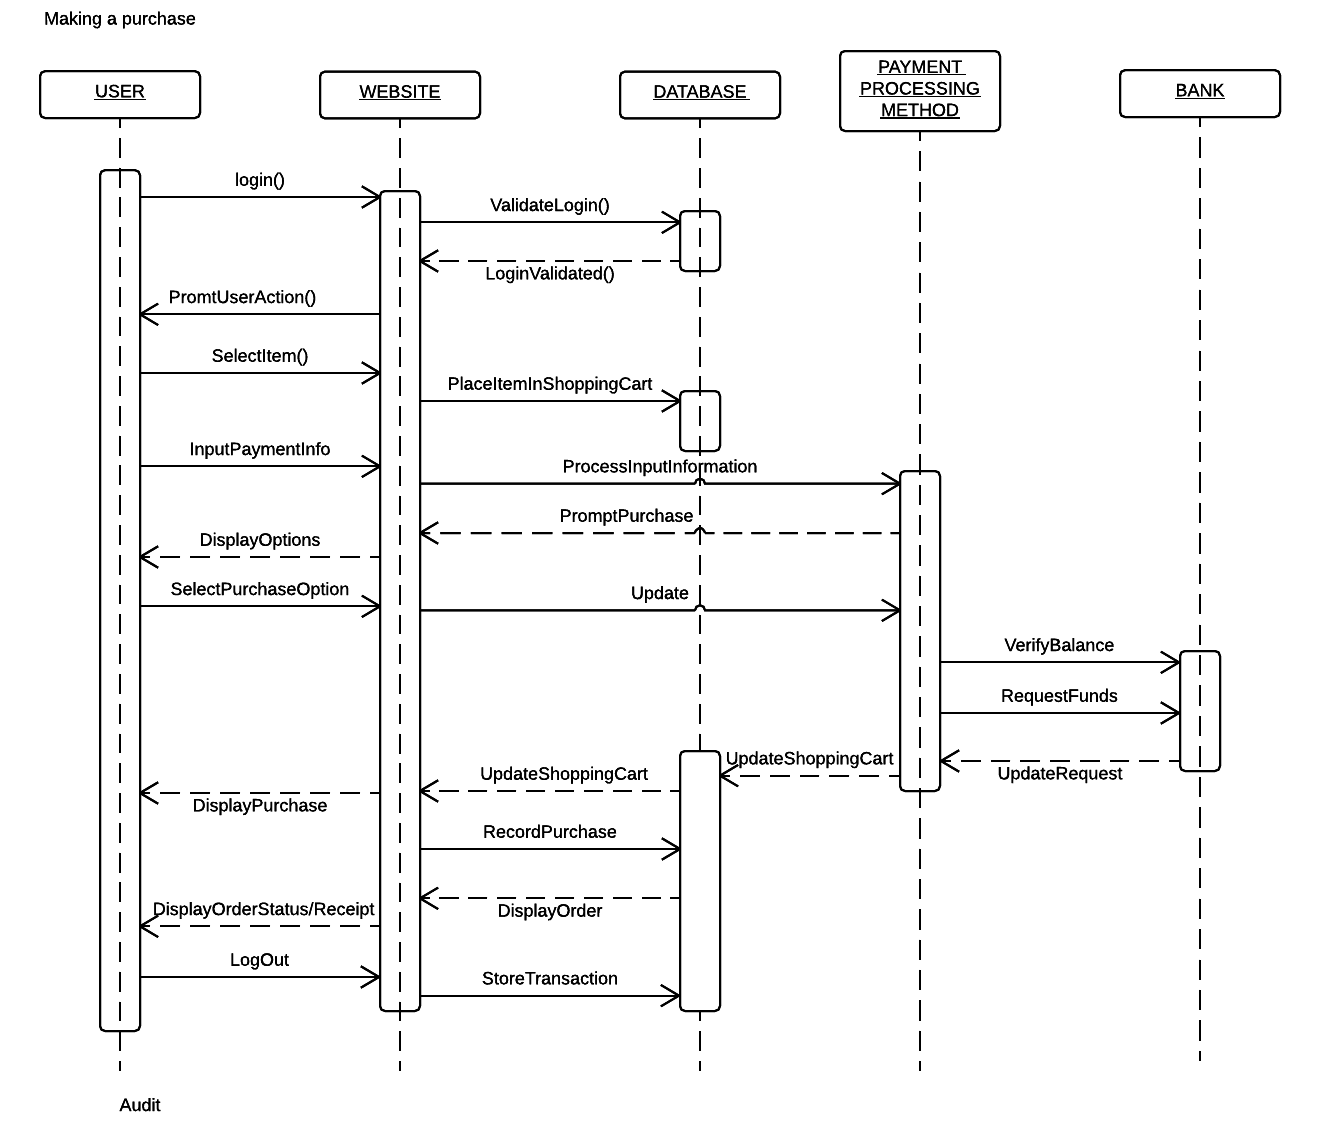 Making a purchase
USER
WEBSITE
DATABASE
PAYMENT
PROCESSING
METHOD
BANK
login()
ValidateLogin()
LoginValidated()
PromtUserAction()
SelectItem()
PlaceItemInShoppingCart
InputPaymentInfo
ProcessInputInformation
PromptPurchase
DisplayOptions
SelectPurchaseOption
Update
VerifyBalance
RequestFunds
UpdateShoppingCart
UpdateRequest
UpdateShoppingCart
DisplayPurchase
RecordPurchase
DisplayOrderStatus/Receipt
DisplayOrder
LogOut
StoreTransaction
Audit